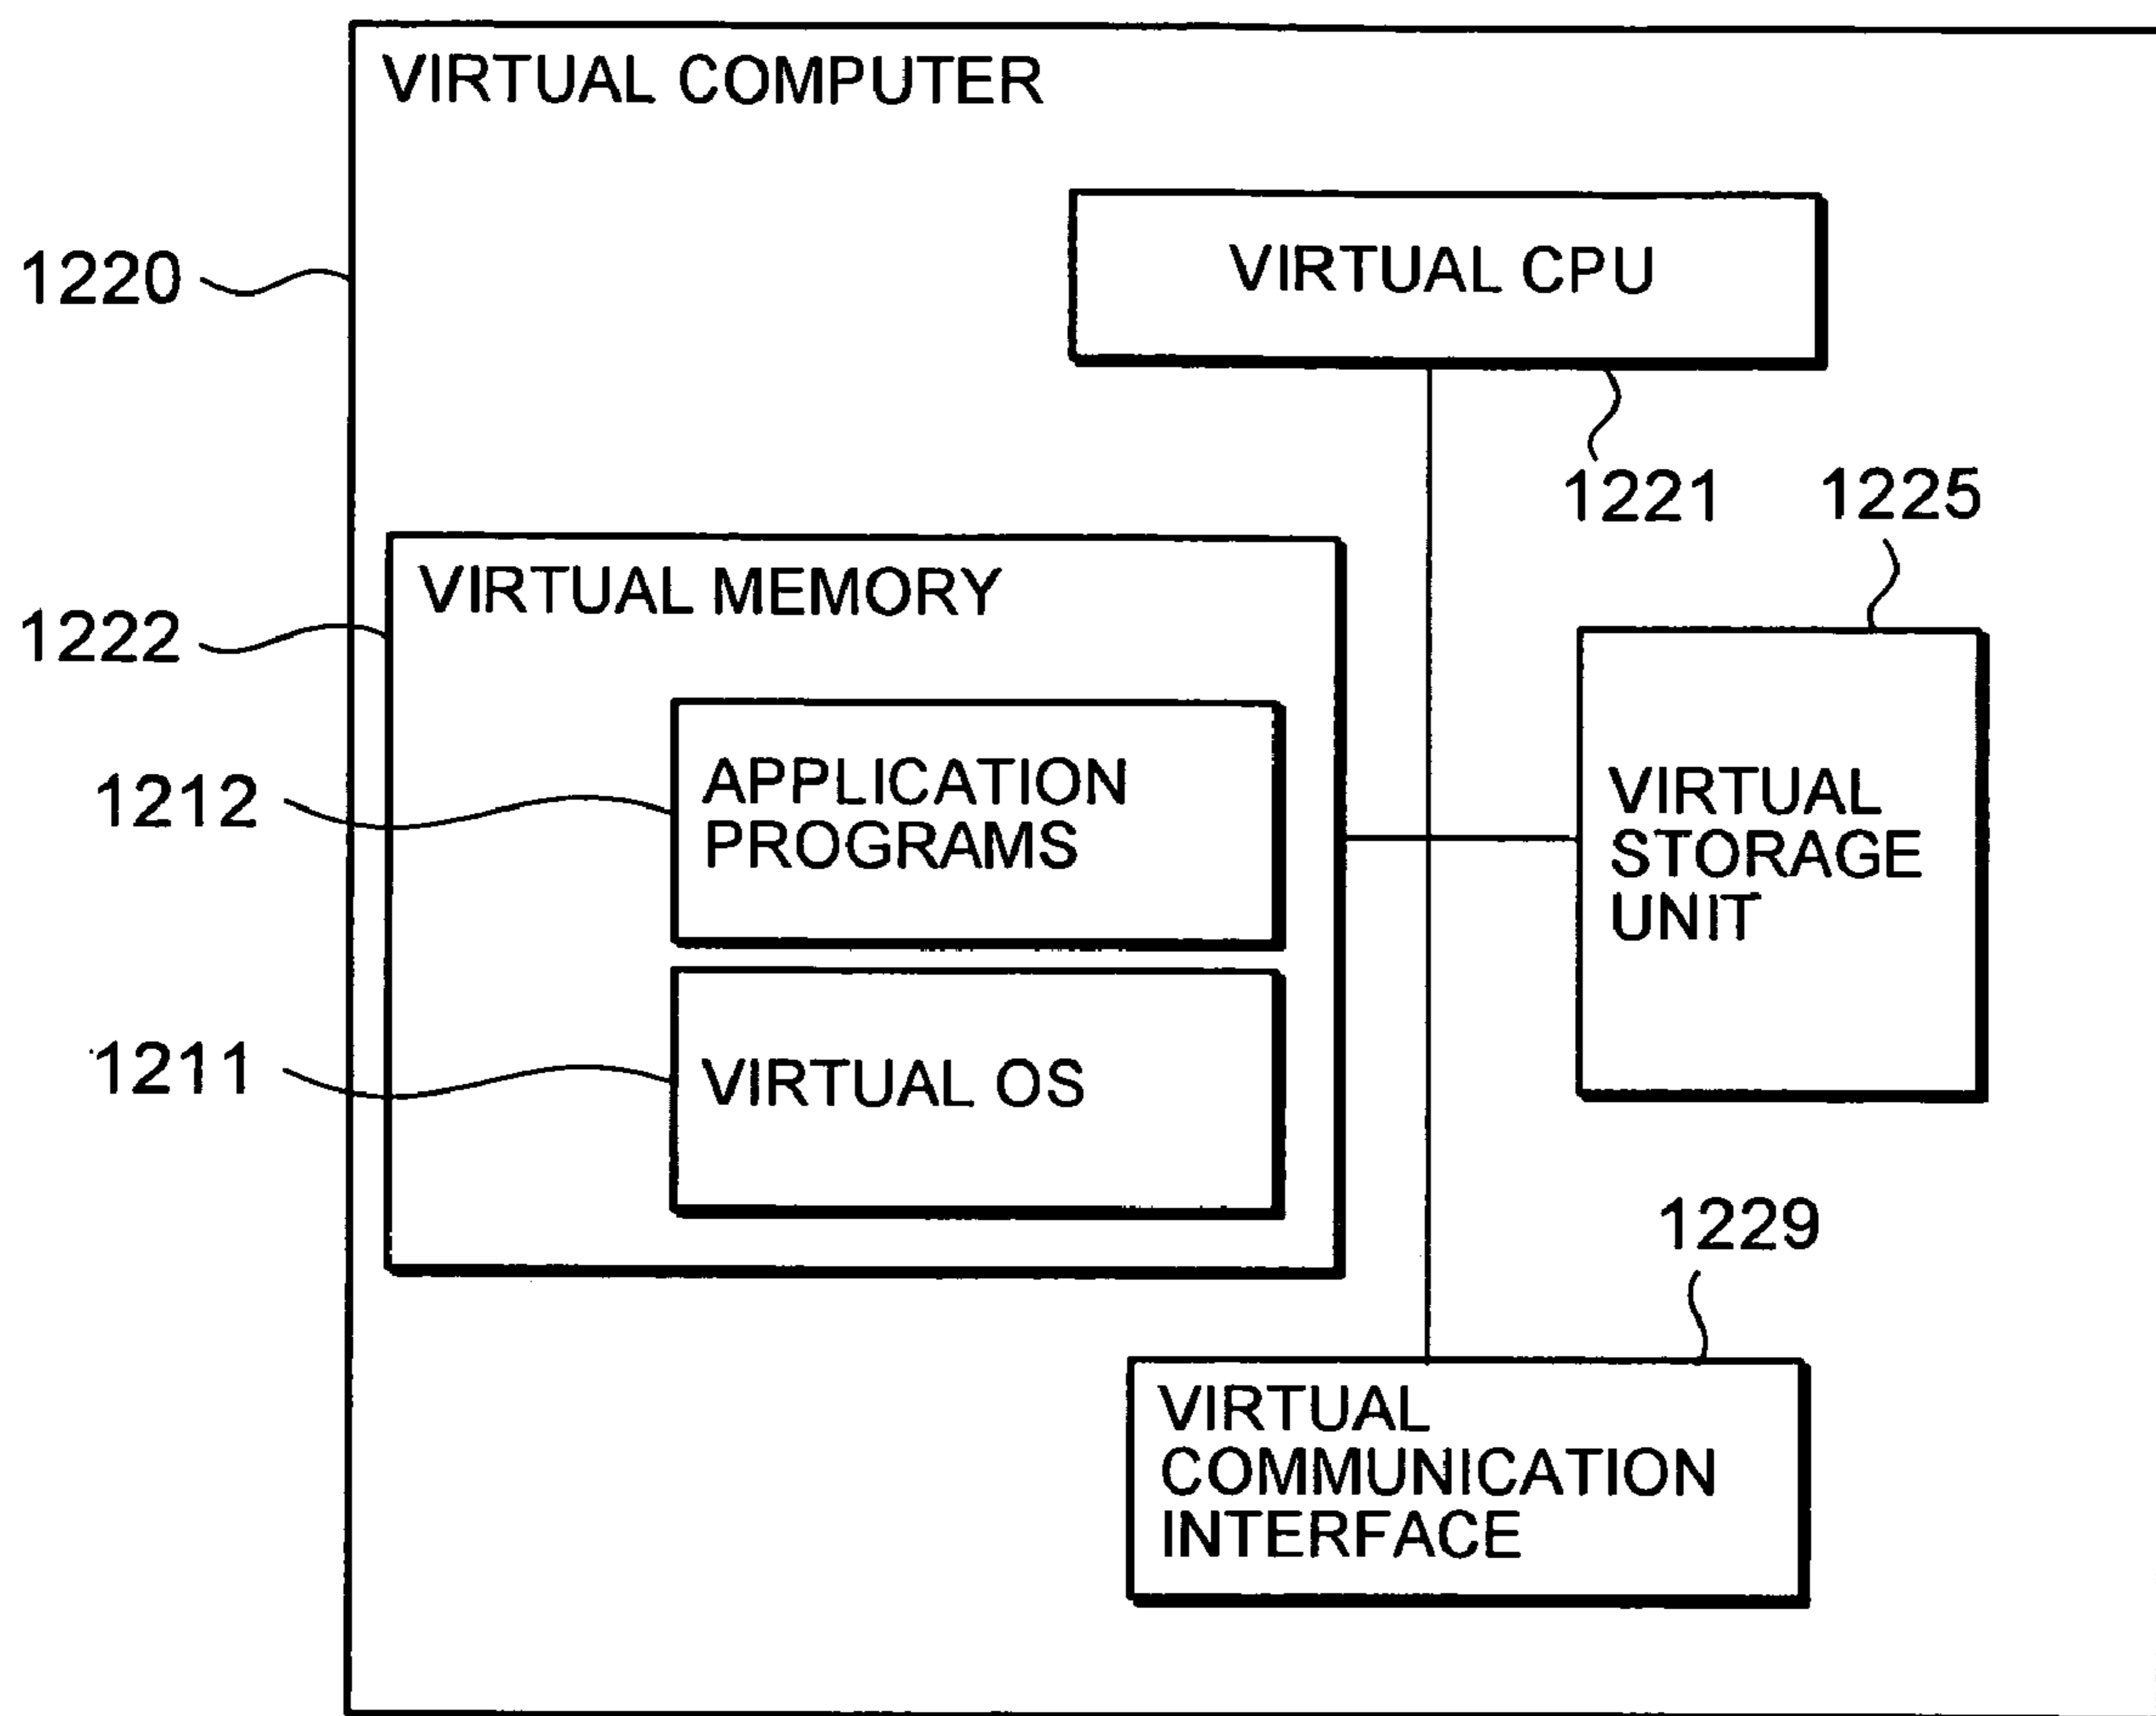 VIRTUAL COMPUTER
1220
VIRTUAL CPU
1221
1225
VIRTUAL MEMORY
1222
1212
APPLICATION
PROGRAMS
VIRTUAL
STORAGE
UNIT
1211
VIRTUAL OS
1229
VIRTUAL
COMMUNICATION
INTERFACE